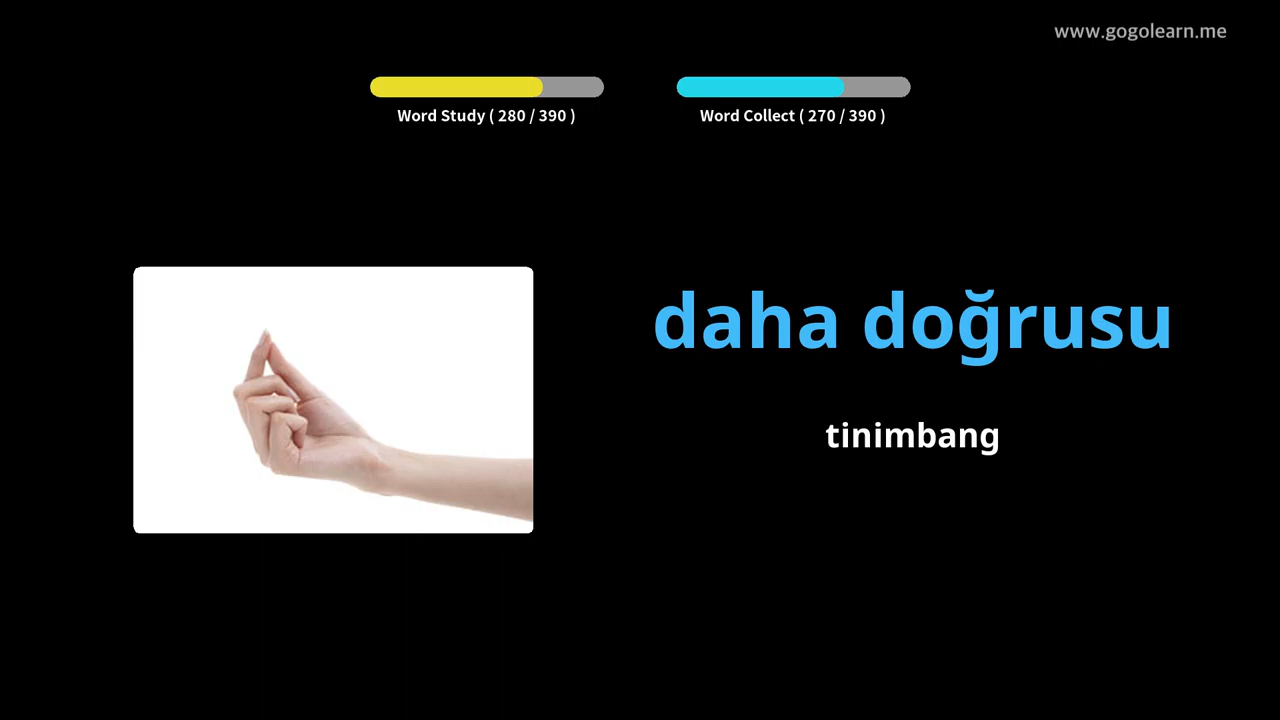 www.gogolearn.me
Word Study ( 280 / 390 )
Word Collect ( 270 / 390 )
daha doğrusu
tinimbang